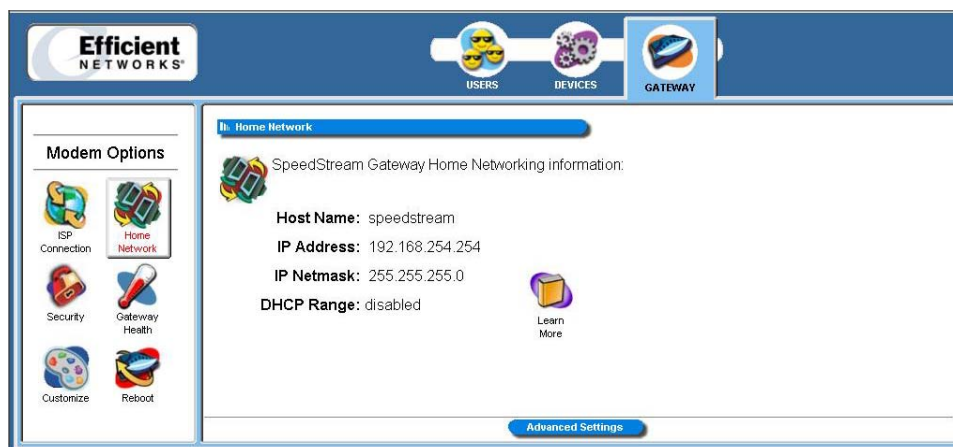 Efficient
NETWORKS®
USERS
DEVICES
GATEWAY
Modem Options
ISP
Connection
Home
Network
Security
Gateway
Health
Customize
Reboot
Home Network
SpeedStream Gateway Home Networking information:
Host Name: speedstream
IP Address: 192.168.254.254
IP Netmask: 255.255.255.0
DHCP Range: disabled
Learn
More
Advanced Settings